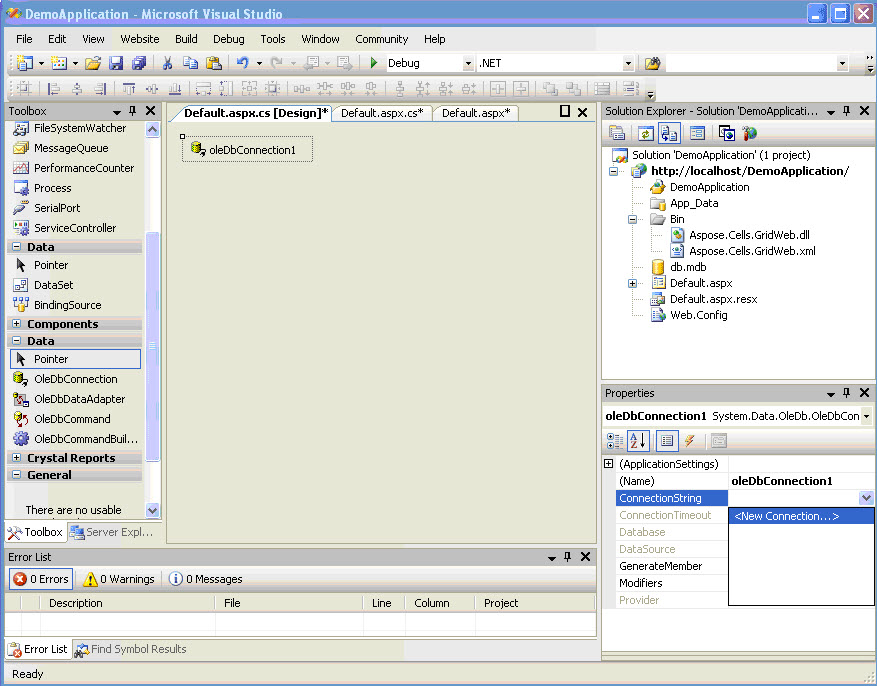 DemoApplication - Microsoft Visual Studio
File Edit View Website Build Debug Tools Window Community Help
Debug .NET
Toolbox
FileSystemWatcher
MessageQueue
PerformanceCounter
Process
SerialPort
ServiceController
Data
Pointer
DataSet
BindingSource
Components
Data
Pointer
OleDbConnection
OleDbDataAdapter
OleDbCommand
OleDbCommandBuil...
Crystal Reports
General
There are no usable
Toolbox Server Expl...
Default.aspx.cs [Design]* Default.aspx.cs* Default.aspx*
oleDbConnection1
Solution Explorer - Solution 'DemoApplicati...
Solution 'DemoApplication' (1 project)
http://localhost/DemoApplication/
DemoApplication
App_Data
Bin
Aspose.Cells.GridWeb.dll
Aspose.Cells.GridWeb.xml
db.mdb
Default.aspx
Default.aspx.resx
Web.Config
Properties
oleDbConnection1 System.Data.OleDb.OleDbCon
(ApplicationSettings)
(Name) oleDbConnection1
ConnectionString
ConnectionTimeout <New Connection...>
Database
DataSource
GenerateMember
Modifiers
Provider
Error List
0 Errors 0 Warnings 0 Messages
Description File Line Column Project
Error List Find Symbol Results
Ready